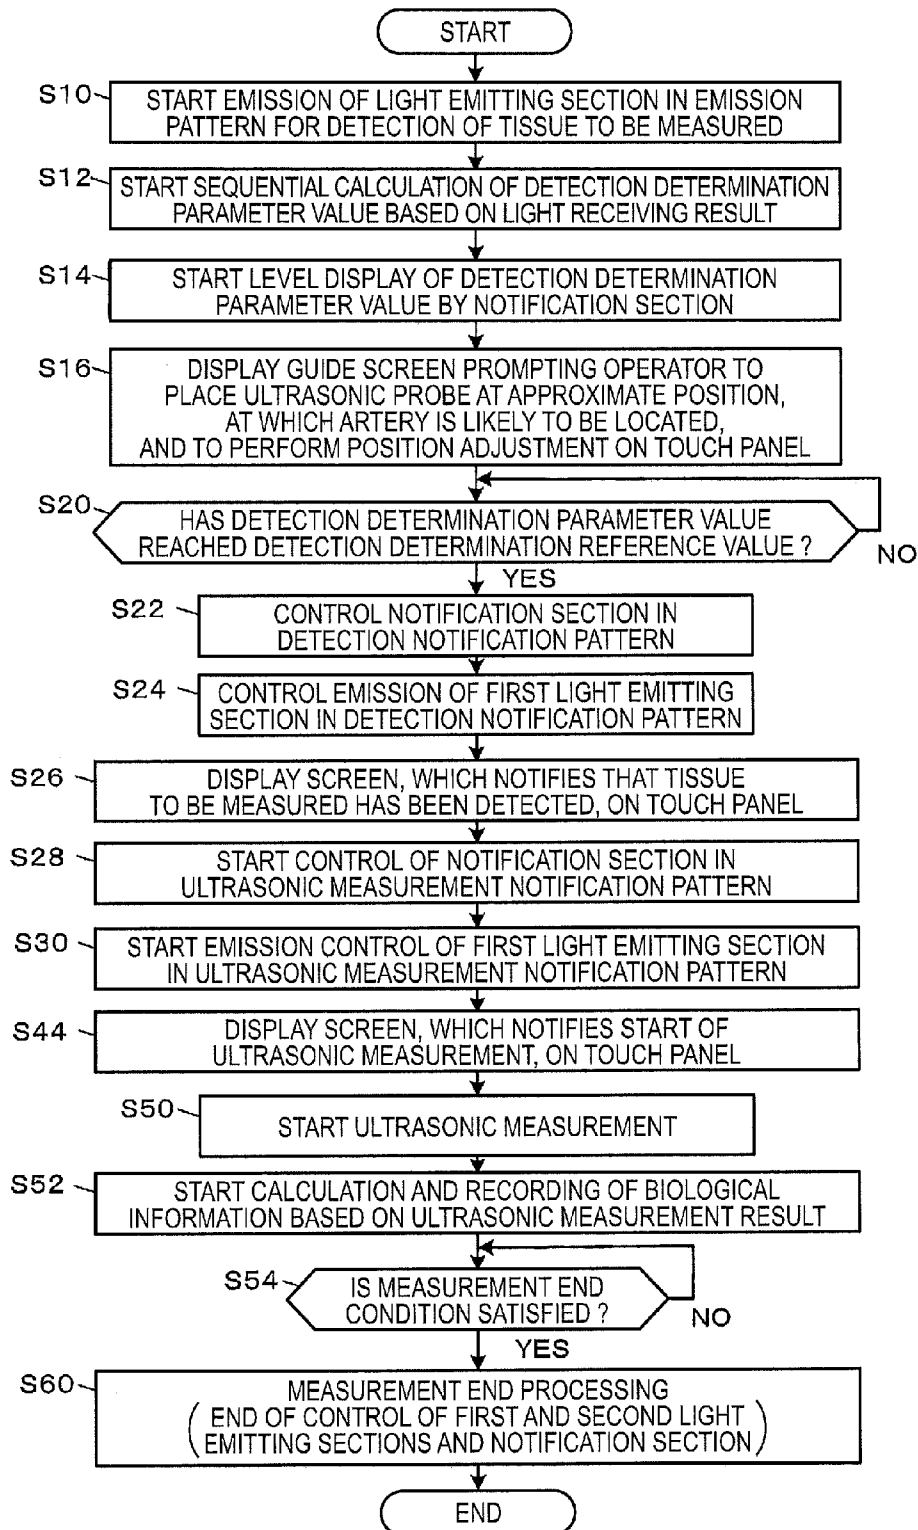 START
S10
START EMISSION OF LIGHT EMITTING SECTION IN EMISSION
PATTERN FOR DETECTION OF TISSUE TO BE MEASURED
S12
START SEQUENTIAL CALCULATION OF DETECTION DETERMINATION
PARAMETER VALUE BASED ON LIGHT RECEIVING RESULT
S14
START LEVEL DISPLAY OF DETECTION DETERMINATION
PARAMETER VALUE BY NOTIFICATION SECTION
S16
DISPLAY GUIDE SCREEN PROMPTING OPERATOR TO
PLACE ULTRASONIC PROBE AT APPROXIMATE POSITION,
AT WHICH ARTERY IS LIKELY TO BE LOCATED,
AND TO PERFORM POSITION ADJUSTMENT ON TOUCH PANEL
S20
HAS DETECTION DETERMINATION PARAMETER VALUE
REACHED DETECTION DETERMINATION REFERENCE VALUE ?
NO
YES
S22
CONTROL NOTIFICATION SECTION IN
DETECTION NOTIFICATION PATTERN
S24
CONTROL EMISSION OF FIRST LIGHT EMITTING
SECTION IN DETECTION NOTIFICATION PATTERN
S26
DISPLAY SCREEN, WHICH NOTIFIES THAT TISSUE
TO BE MEASURED HAS BEEN DETECTED, ON TOUCH PANEL
S28
START CONTROL OF NOTIFICATION SECTION IN
ULTRASONIC MEASUREMENT NOTIFICATION PATTERN
S30
START EMISSION CONTROL OF FIRST LIGHT EMITTING SECTION
IN ULTRASONIC MEASUREMENT NOTIFICATION PATTERN
S44
DISPLAY SCREEN, WHICH NOTIFIES START OF
ULTRASONIC MEASUREMENT, ON TOUCH PANEL
S50
START ULTRASONIC MEASUREMENT
S52
START CALCULATION AND RECORDING OF BIOLOGICAL
INFORMATION BASED ON ULTRASONIC MEASUREMENT RESULT
S54
IS MEASUREMENT END
CONDITION SATISFIED ?
NO
YES
S60
MEASUREMENT END PROCESSING
( END OF CONTROL OF FIRST AND SECOND LIGHT
EMITTING SECTIONS AND NOTIFICATION SECTION )
END